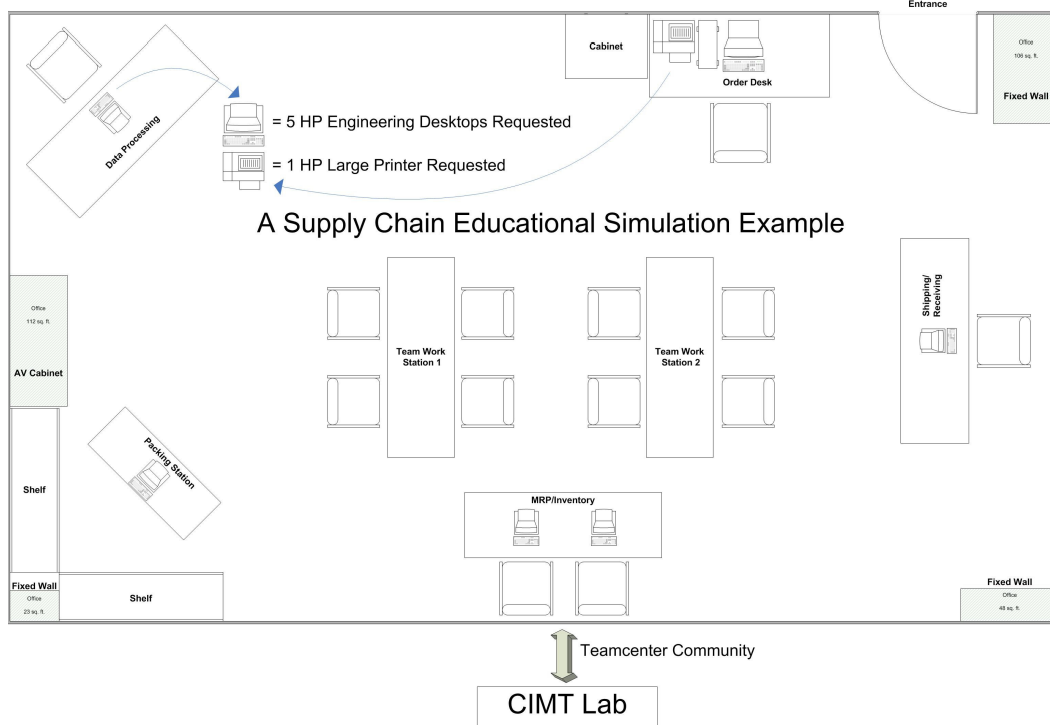 Entrance
Cabinet
Order Desk
Office
106 sq. ft.
Fixed Wall
Data Processing
= 5 HP Engineering Desktops Requested
= 1 HP Large Printer Requested
A Supply Chain Educational Simulation Example
Office
112 sq. ft.
AV Cabinet
Team Work
Station 1
Team Work
Station 2
Shipping/
Receiving
Packing Station
Shelf
MRP/Inventory
Fixed Wall
Office
23 sq. ft.
Shelf
Fixed Wall
Office
48 sq. ft.
Teamcenter Community
CIMT Lab